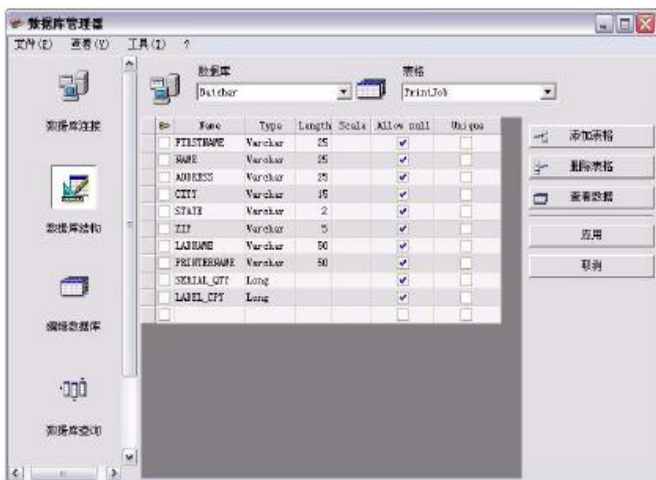 数据库管理器
文件(F) 查看(V) 工具(T) ?
数据库
表格
Batcher
PrintJob
数据库连接
数据库结构
编辑数据库
数据库查询
Name Type Length Scale Allow null Unique
FIRSTNAME Varchar 25
NAME Varchar 25
ADDRESS Varchar 25
CITY Varchar 15
STATE Varchar 2
ZIP Varchar 5
LABNAME Varchar 50
PRINTERNAME Varchar 50
SERIAL_QTY Long
LABEL_CPY Long
添加表格
删除表格
查看数据
应用
取消